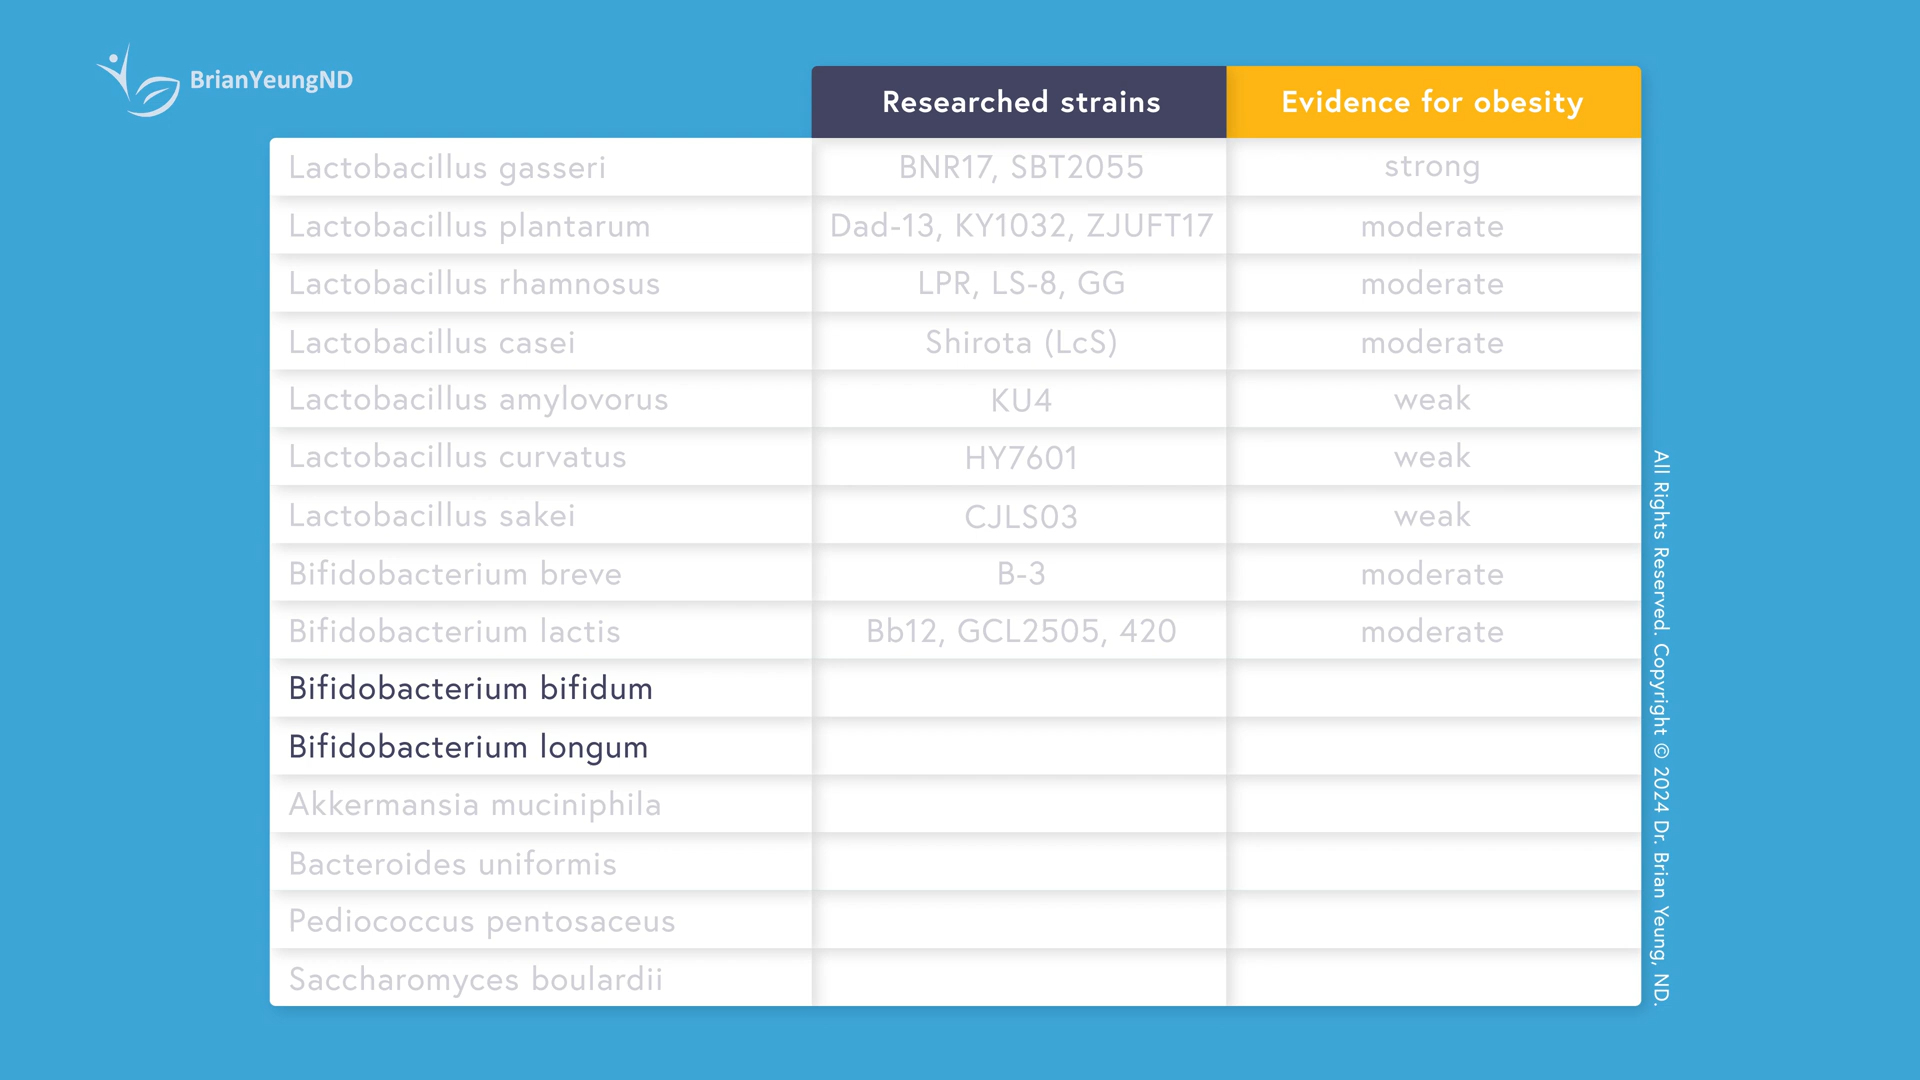 BrianYeungND
Researched strains Evidence for obesity
Lactobacillus gasseri BNR17, SBT2055 strong
Lactobacillus plantarum Dad-13, KY1032, ZJUFT17 moderate
Lactobacillus rhamnosus LPR, LS-8, GG moderate
Lactobacillus casei Shirota (LcS) moderate
Lactobacillus amylovorus KU4 weak
Lactobacillus curvatus HY7601 weak
Lactobacillus sakei CJLS03 weak
Bifidobacterium breve B-3 moderate
Bifidobacterium lactis Bb12, GCL2505, 420 moderate
Bifidobacterium bifidum
Bifidobacterium longum
Akkermansia muciniphila
Bacteroides uniformis
Pediococcus pentosaceus
Saccharomyces boulardii
All Rights Reserved. Copyright © 2024 Dr. Brian Yeung, ND.